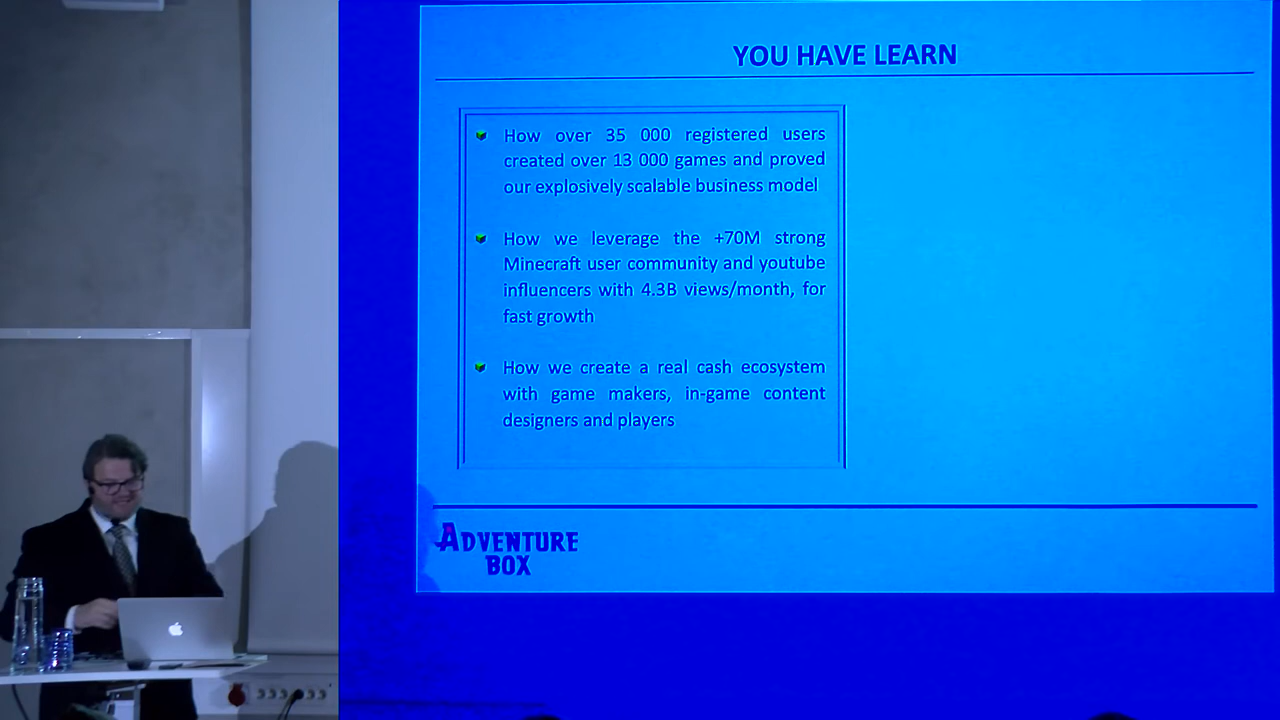 YOU HAVE LEARN
How over 35 000 registered users
created over 13 000 games and proved
our explosively scalable business model
How we leverage the +70M strong
Minecraft user community and youtube
influencers with 4.3B views/month, for
fast growth
How we create a real cash ecosystem
with game makers, in-game content
designers and players
ADVENTURE
BOX